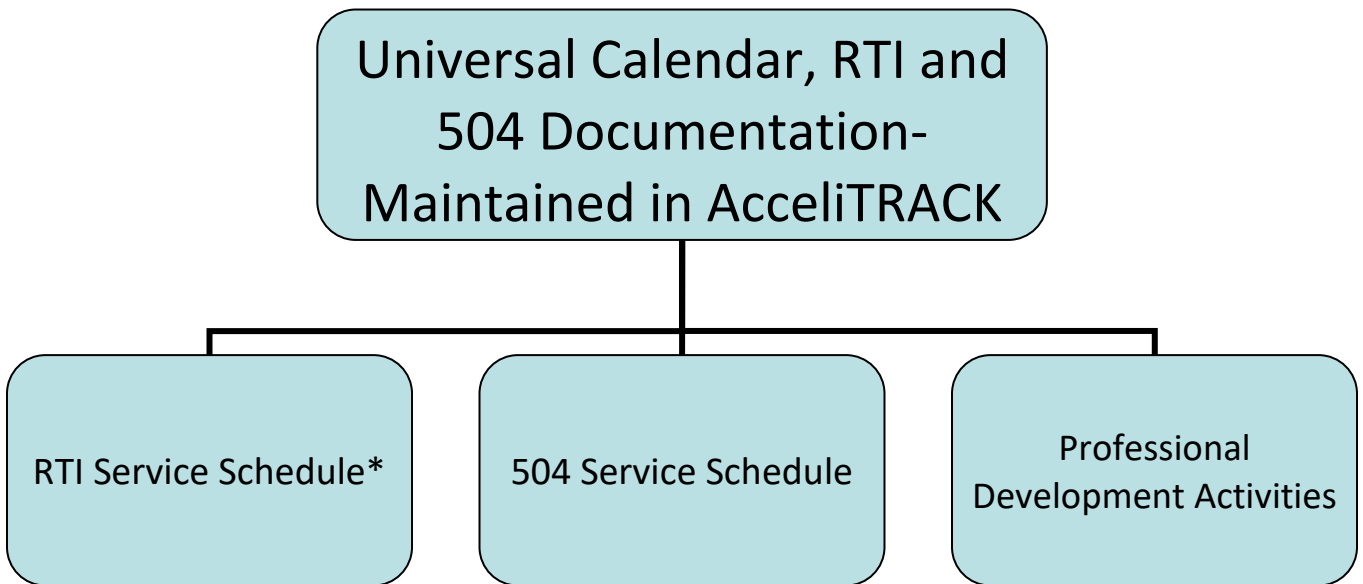 Universal Calendar, RTI and
504 Documentation-
Maintained in AcceliTRACK
RTI Service Schedule*
504 Service Schedule
Professional
Development Activities